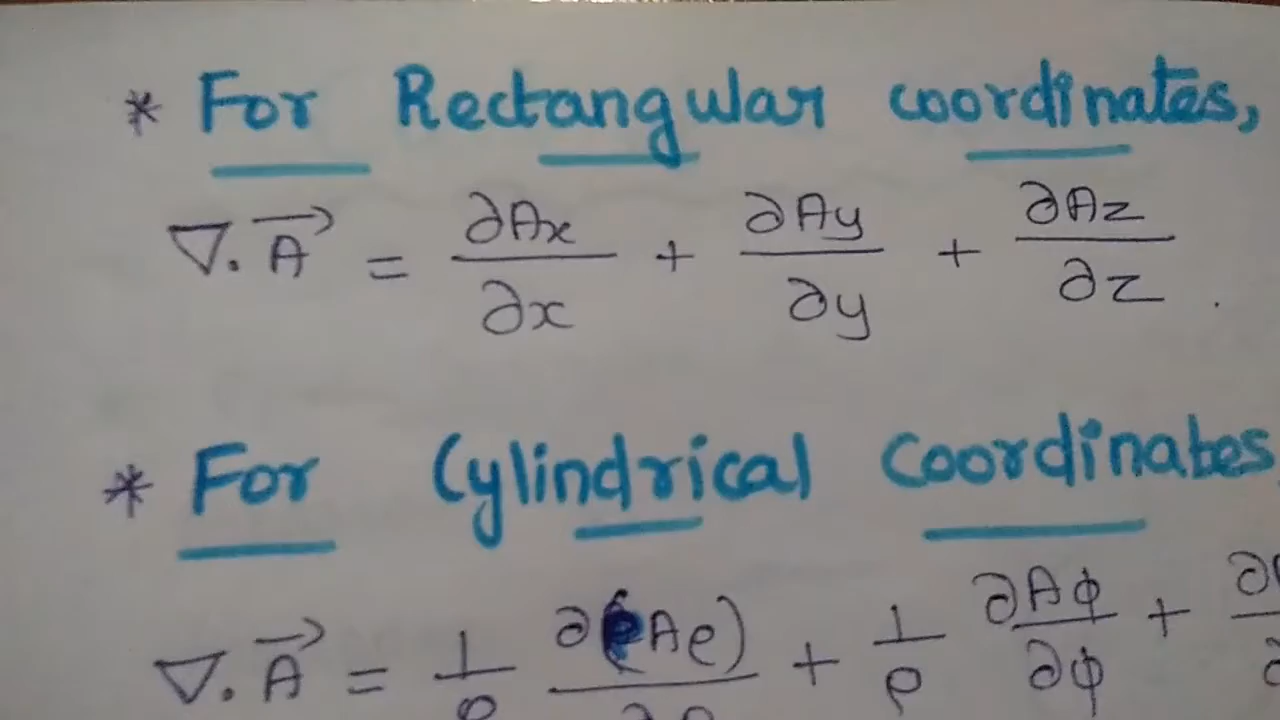 * For Rectangular coordinates,
∇. A⃗ = ∂Ax/∂x + ∂Ay/∂y + ∂Az/∂z .
* For Cylindrical Coordinates
∇. A⃗ = 1/ρ ∂(ρAρ)/∂ρ + 1/ρ ∂Aϕ/∂ϕ + ∂